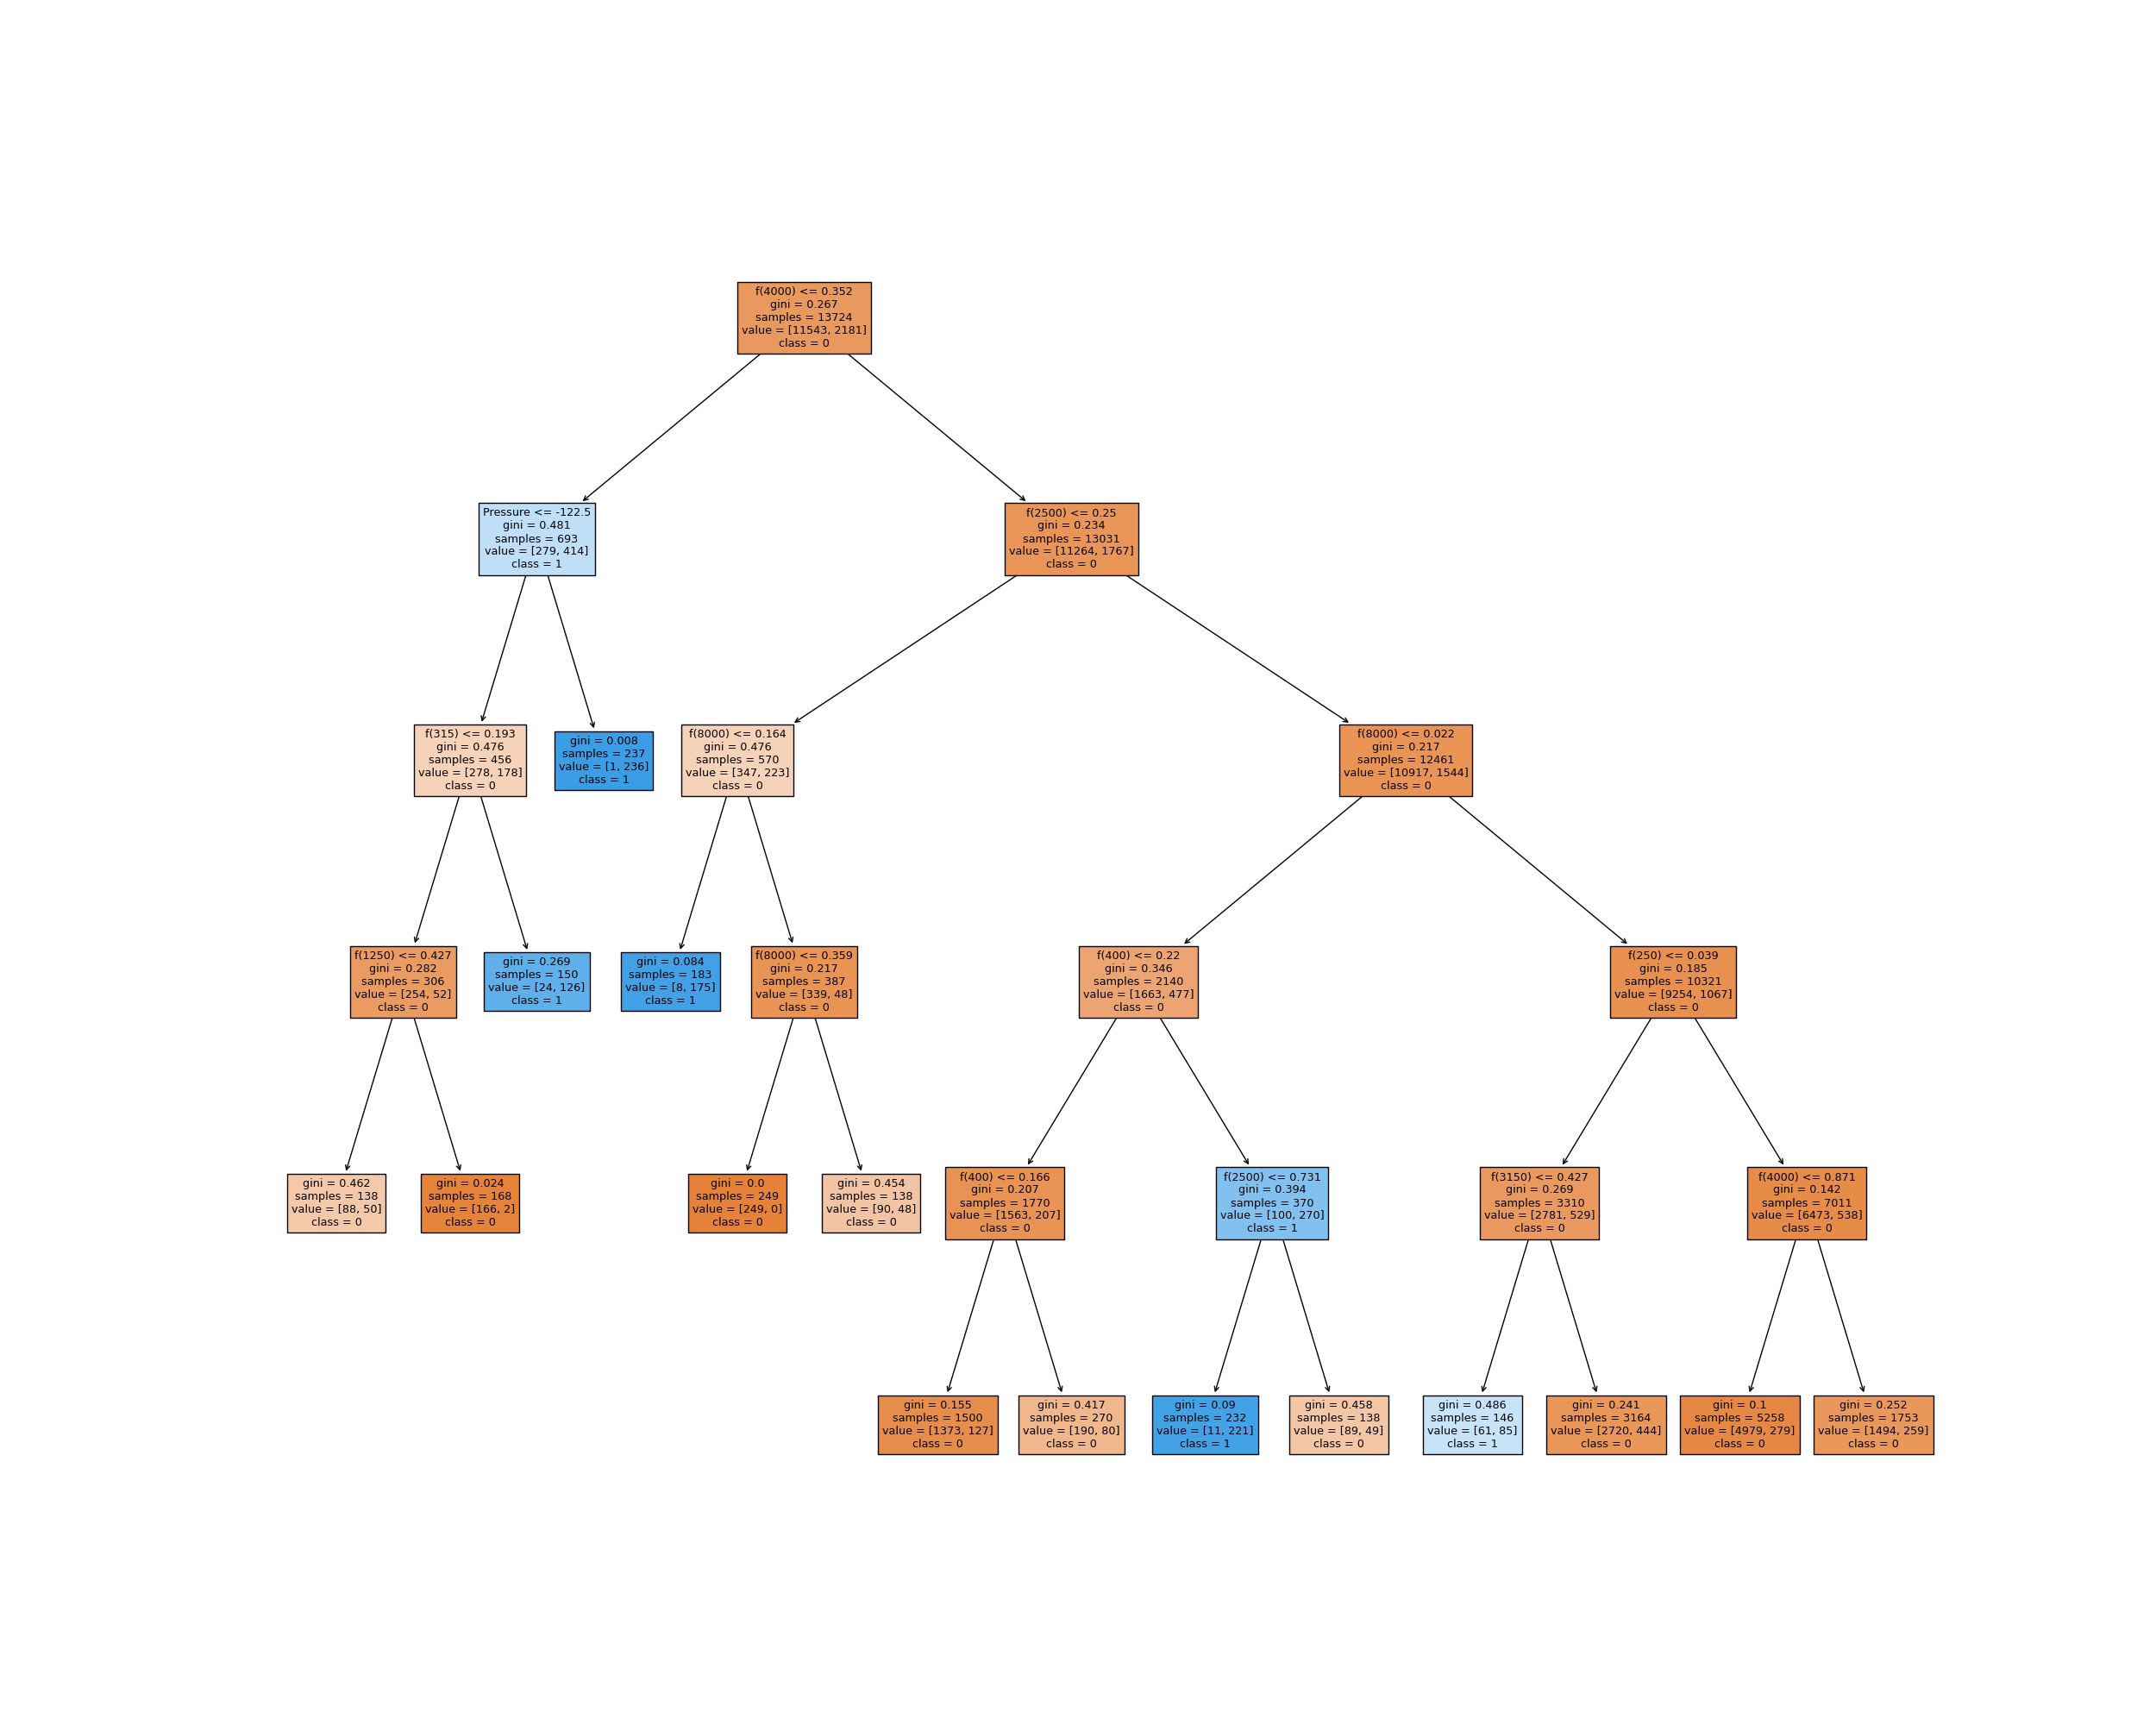 f(4000) <= 0.352
gini = 0.267
samples = 13724
value = [11543, 2181]
class = 0
Pressure <= -122.5
gini = 0.481
samples = 693
value = [279, 414]
class = 1
f(2500) <= 0.25
gini = 0.234
samples = 13031
value = [11264, 1767]
class = 0
f(315) <= 0.193
gini = 0.476
samples = 456
value = [278, 178]
class = 0
gini = 0.008
samples = 237
value = [1, 236]
class = 1
f(8000) <= 0.164
gini = 0.476
samples = 570
value = [347, 223]
class = 0
f(8000) <= 0.022
gini = 0.217
samples = 12461
value = [10917, 1544]
class = 0
f(1250) <= 0.427
gini = 0.282
samples = 306
value = [254, 52]
class = 0
gini = 0.269
samples = 150
value = [24, 126]
class = 1
gini = 0.084
samples = 183
value = [8, 175]
class = 1
f(8000) <= 0.359
gini = 0.217
samples = 387
value = [339, 48]
class = 0
f(400) <= 0.22
gini = 0.346
samples = 2140
value = [1663, 477]
class = 0
f(250) <= 0.039
gini = 0.185
samples = 10321
value = [9254, 1067]
class = 0
gini = 0.462
samples = 138
value = [88, 50]
class = 0
gini = 0.024
samples = 168
value = [166, 2]
class = 0
gini = 0.0
samples = 249
value = [249, 0]
class = 0
gini = 0.454
samples = 138
value = [90, 48]
class = 0
f(400) <= 0.166
gini = 0.207
samples = 1770
value = [1563, 207]
class = 0
f(2500) <= 0.731
gini = 0.394
samples = 370
value = [100, 270]
class = 1
f(3150) <= 0.427
gini = 0.269
samples = 3310
value = [2781, 529]
class = 0
f(4000) <= 0.871
gini = 0.142
samples = 7011
value = [6473, 538]
class = 0
gini = 0.155
samples = 1500
value = [1373, 127]
class = 0
gini = 0.417
samples = 270
value = [190, 80]
class = 0
gini = 0.09
samples = 232
value = [11, 221]
class = 1
gini = 0.458
samples = 138
value = [89, 49]
class = 0
gini = 0.486
samples = 146
value = [61, 85]
class = 1
gini = 0.241
samples = 3164
value = [2720, 444]
class = 0
gini = 0.1
samples = 5258
value = [4979, 279]
class = 0
gini = 0.252
samples = 1753
value = [1494, 259]
class = 0